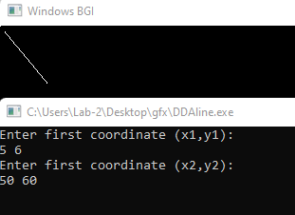 Windows BGI
C:\Users\Lab-2\Desktop\gfx\DDAline.exe
Enter first coordinate (x1,y1):
5 6
Enter first coordinate (x2,y2):
50 60